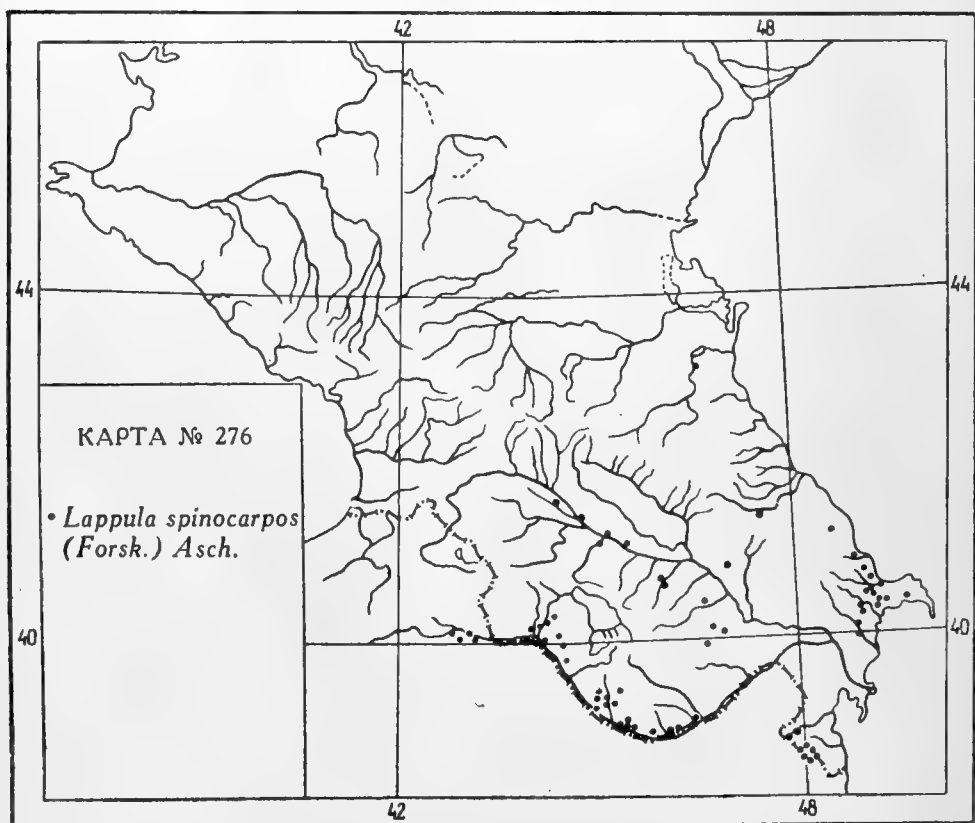 42 48
44 44
КАРТА № 276
• Lappula spinocarpos
(Forsk.) Asch.
40 40
42 48